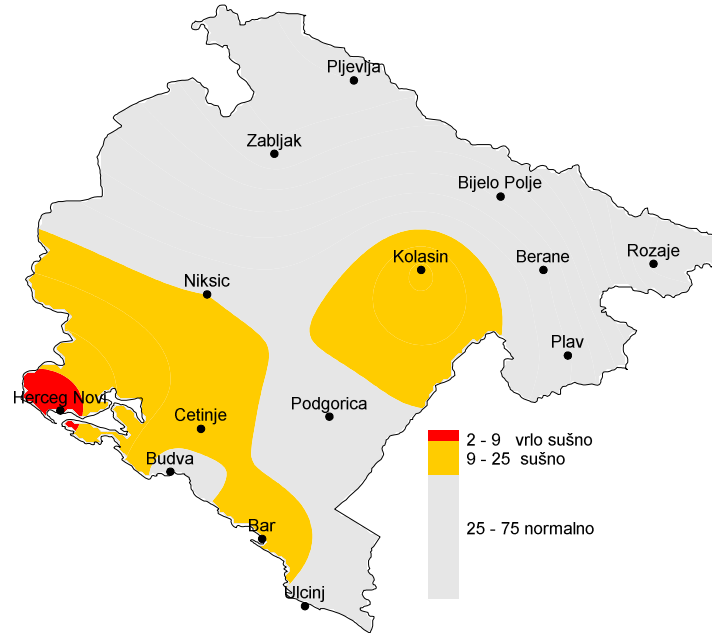 Pljevlja
Zabljak
Bijelo Polje
Kolasin
Berane
Rozaje
Niksic
Plav
Herceg Novi
Podgorica
Cetinje
Budva
Bar
Ulcinj
2 - 9 vrlo sušno
9 - 25 sušno
25 - 75 normalno